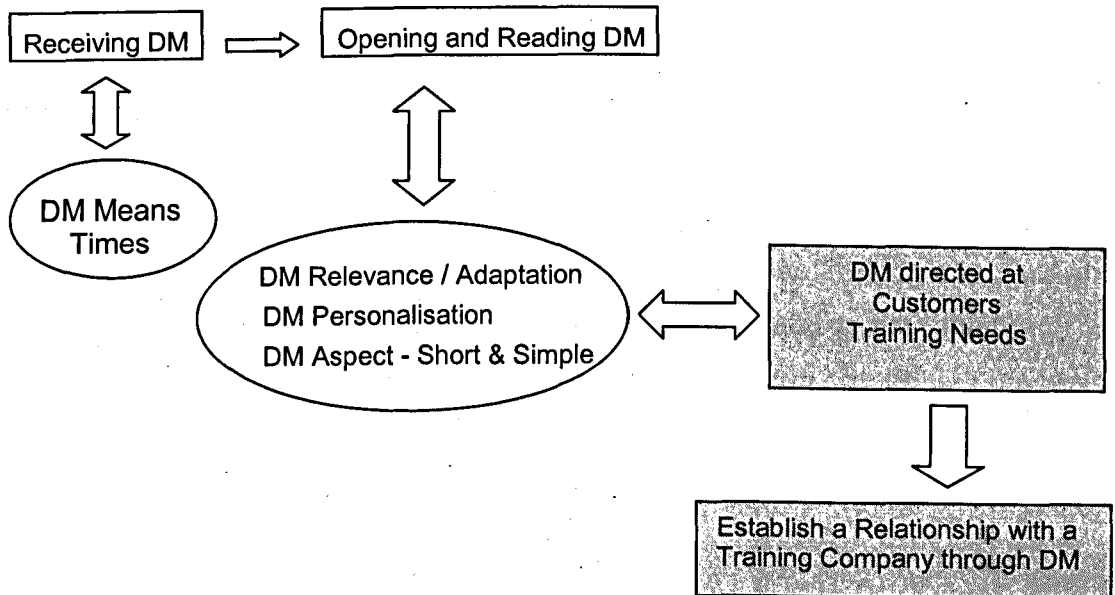 Receiving DM
Opening and Reading DM
DM Means
Times
DM Relevance / Adaptation
DM Personalisation
DM Aspect - Short & Simple
DM directed at
Customers
Training Needs
Establish a Relationship with a
Training Company through DM